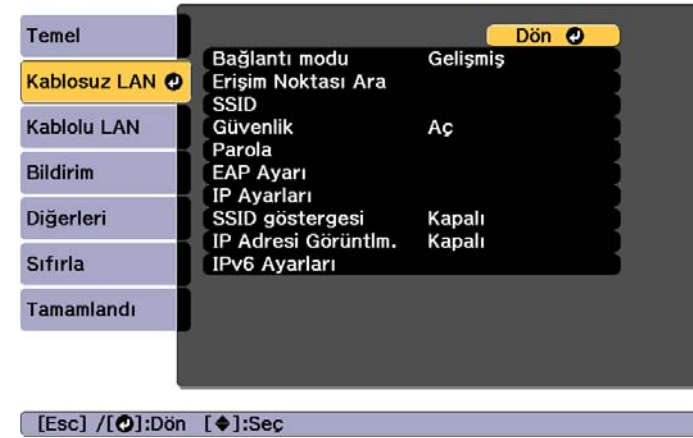 Temel
Kablosuz LAN
Kablolu LAN
Bildirim
Diğerleri
Sıfırla
Tamamlandı
Dön
Bağlantı modu Gelişmiş
Erişim Noktası Ara
SSID
Güvenlik Aç
Parola
EAP Ayarı
IP Ayarları
SSID göstergesi Kapalı
IP Adresi Görüntlm. Kapalı
IPv6 Ayarları
[Esc] /[⏎]:Dön [◆]:Seç